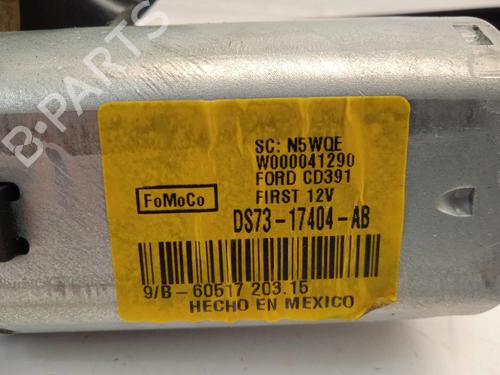 B-PARTS
SC: N5WQE
W000041290
FORD CD391
FIRST 12V
FoMoCo
DS73-17404-AB
9/B-60517 203.15
HECHO EN MEXICO